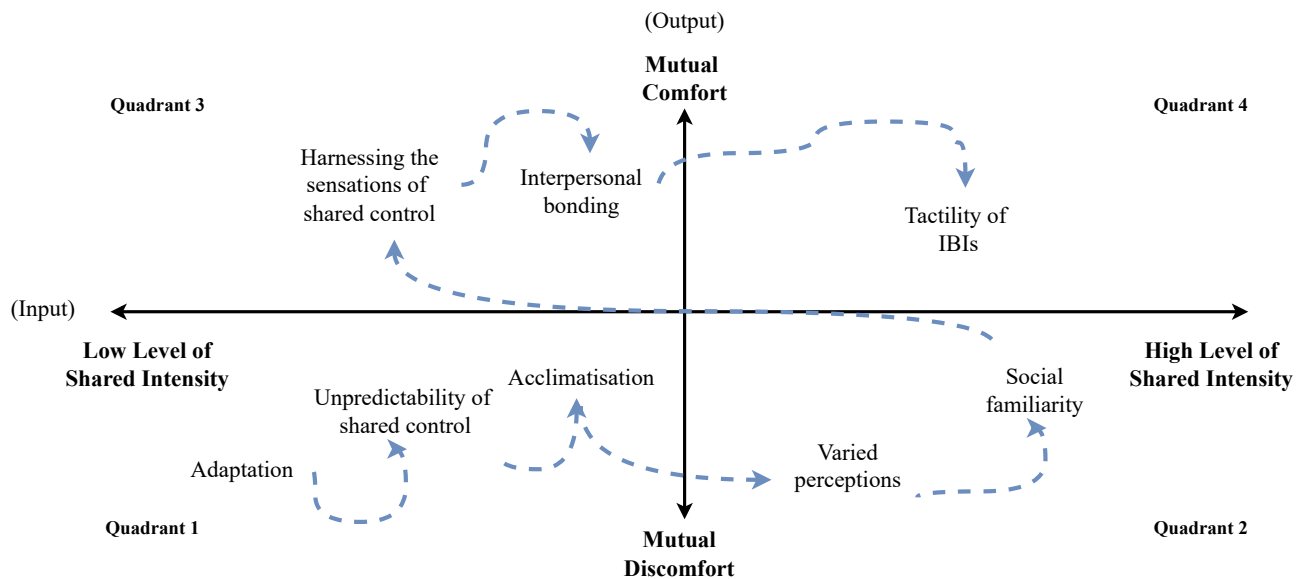 (Output)
Mutual
Comfort
Quadrant 3
Quadrant 4
Harnessing the
sensations of
shared control
Interpersonal
bonding
Tactility of
IBIs
(Input)
Low Level of
Shared Intensity
High Level of
Shared Intensity
Adaptation
Unpredictability of
shared control
Acclimatisation
Varied
perceptions
Social
familiarity
Quadrant 1
Quadrant 2
Mutual
Discomfort